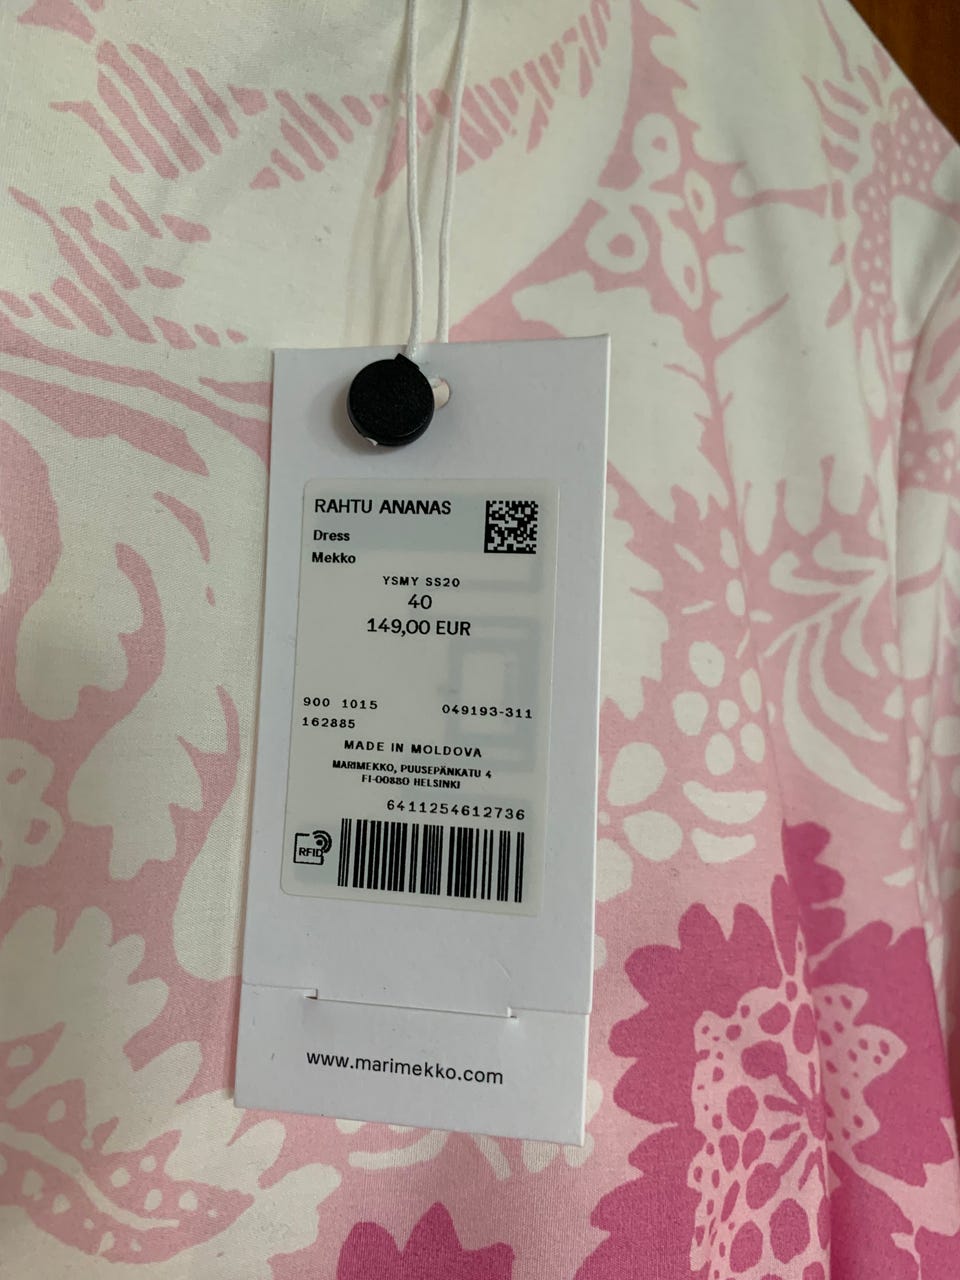 RAHTU ANANAS
Dress
Mekko
YSMY SS20
40
149,00 EUR
900 1015 049193-311
162885
MADE IN MOLDOVA
MARIMEKKO, PUUSEPÄNKATU 4
FI-00880 HELSINKI
6411254612736
RFID
www.marimekko.com